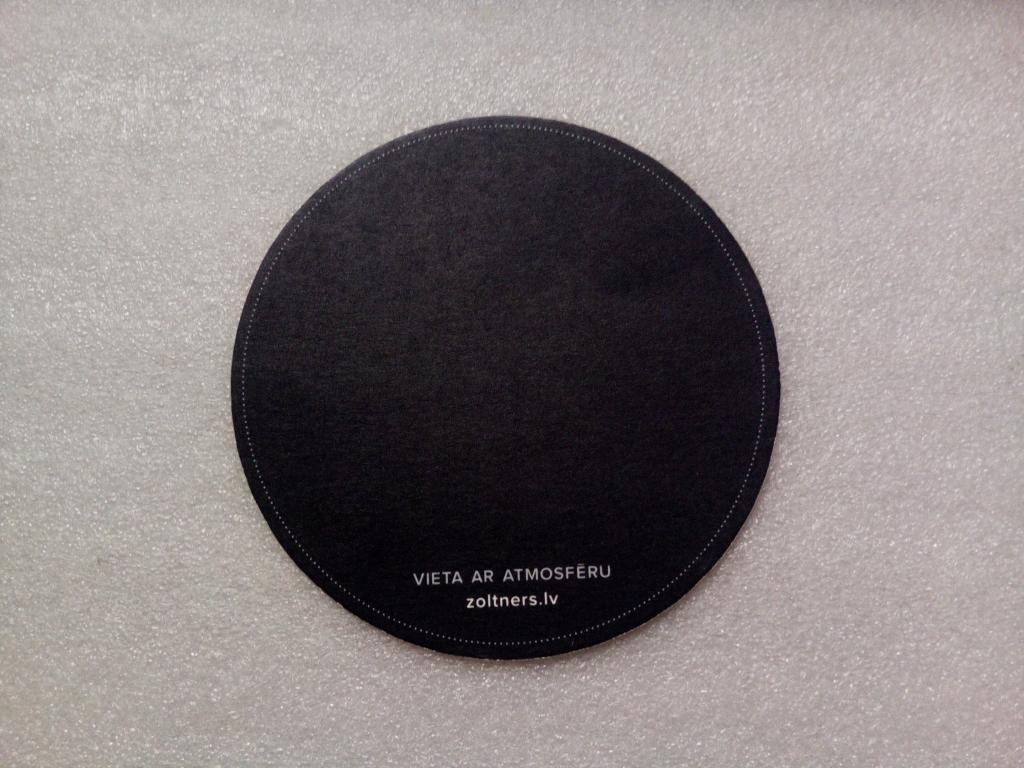 VIETA AR ATMOSFĒRU
zoltners.lv